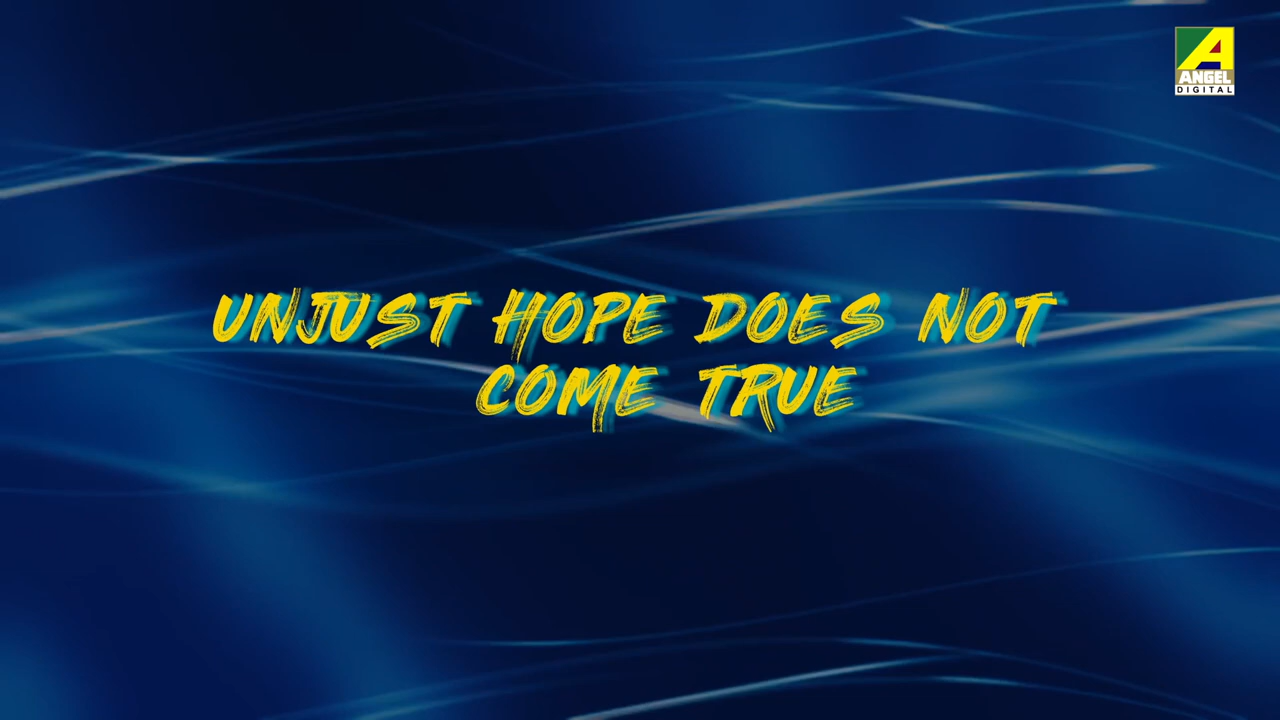 A
ANGEL
DIGITAL
UNJUST HOPE DOES NOT
COME TRUE